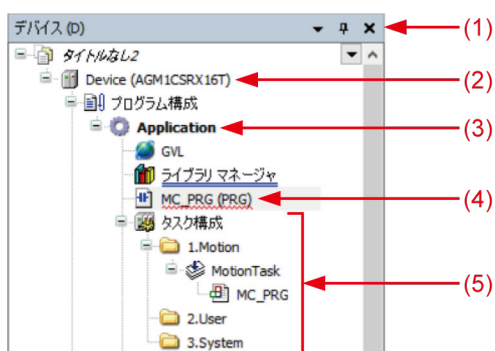 デバイス (D)
(1)
タイトルなし2
Device (AGM1CSRX16T)
(2)
プログラム構成
Application
(3)
GVL
ライブラリ マネージャ
MC_PRG (PRG)
(4)
タスク構成
1.Motion
MotionTask
(5)
MC_PRG
2.User
3.System